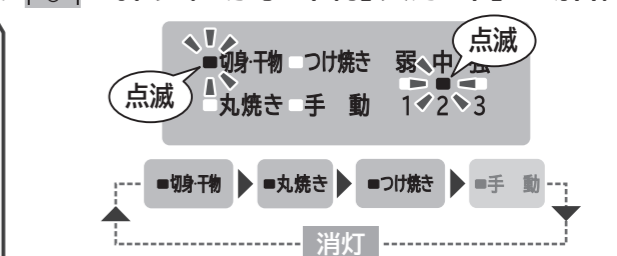 点滅
切身・干物 つけ焼き 弱 中 強
点滅
丸焼き 手 動 1 2 3
切身・干物 丸焼き つけ焼き 手 動
消灯